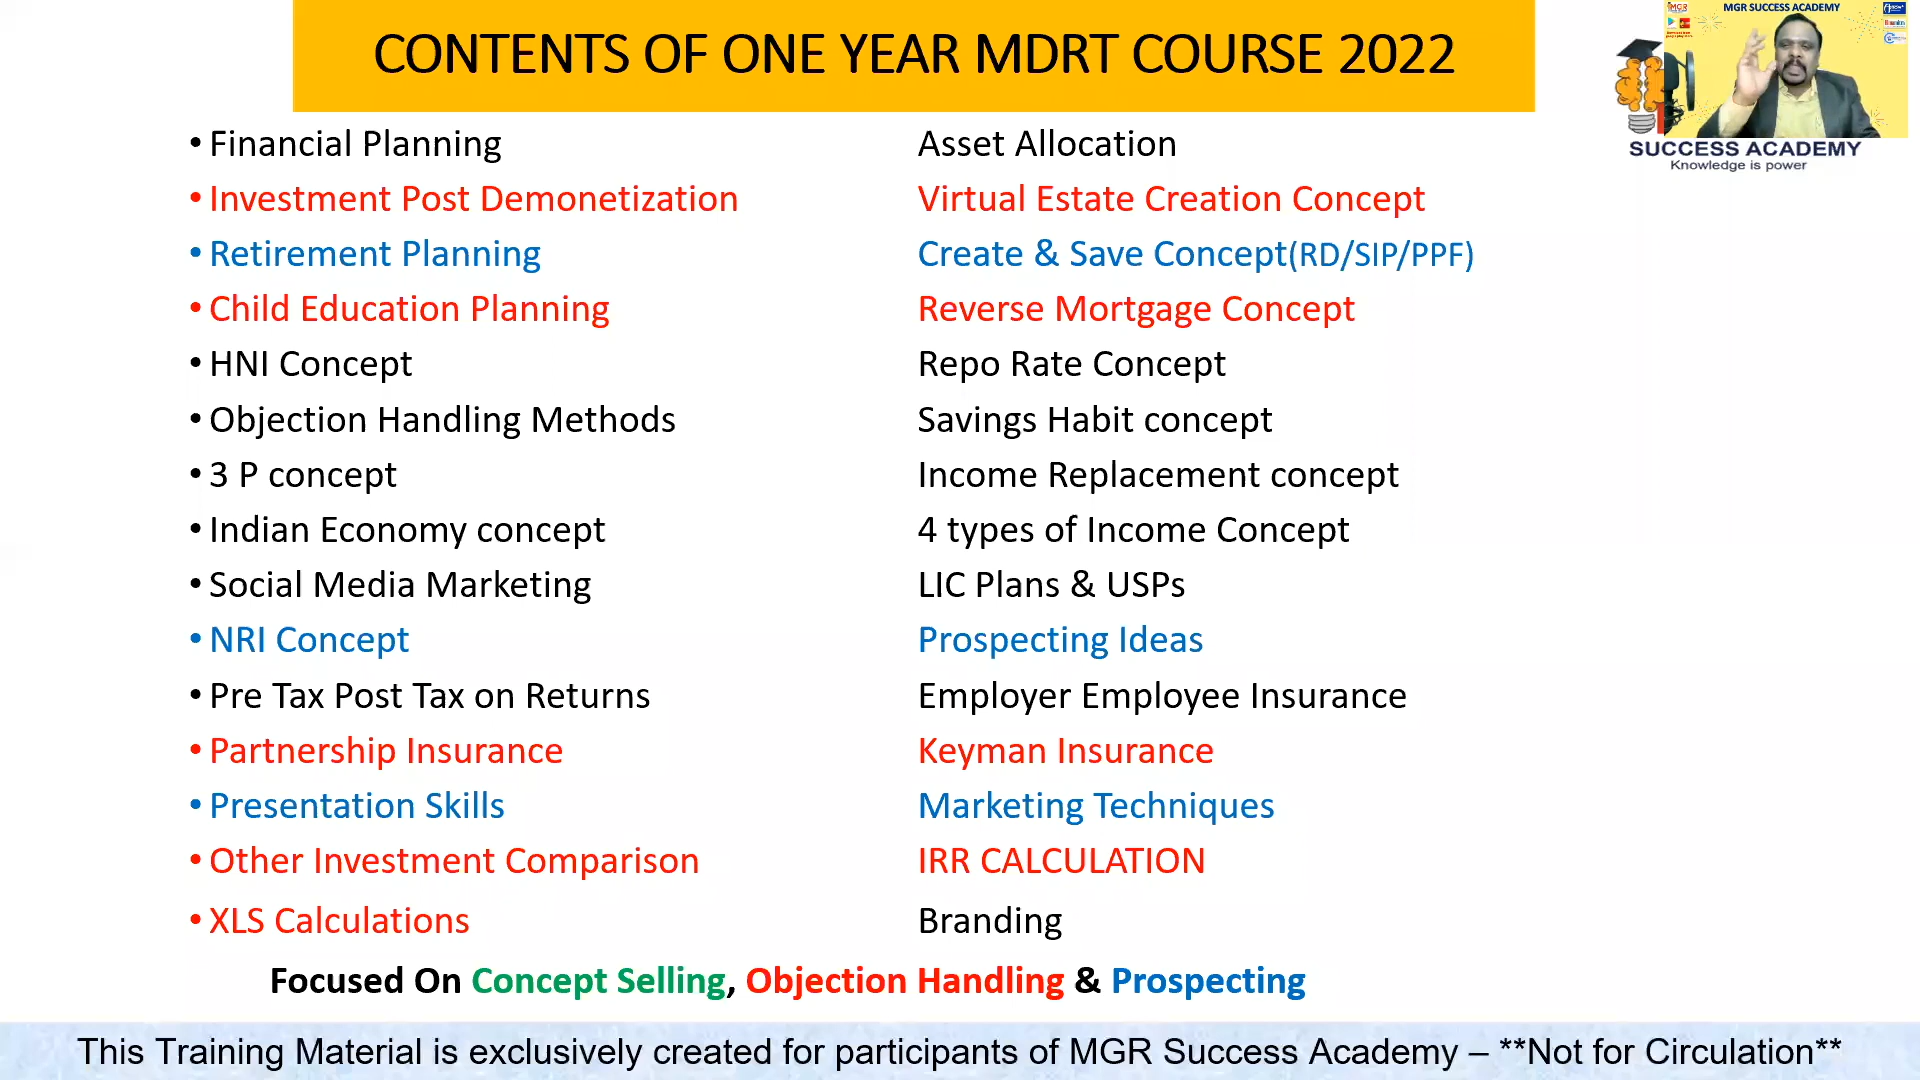 CONTENTS OF ONE YEAR MDRT COURSE 2022
MGR SUCCESS ACADEMY
SUCCESS ACADEMY
Knowledge is power
• Financial Planning Asset Allocation
• Investment Post Demonetization Virtual Estate Creation Concept
• Retirement Planning Create & Save Concept(RD/SIP/PPF)
• Child Education Planning Reverse Mortgage Concept
• HNI Concept Repo Rate Concept
• Objection Handling Methods Savings Habit concept
• 3 P concept Income Replacement concept
• Indian Economy concept 4 types of Income Concept
• Social Media Marketing LIC Plans & USPs
• NRI Concept Prospecting Ideas
• Pre Tax Post Tax on Returns Employer Employee Insurance
• Partnership Insurance Keyman Insurance
• Presentation Skills Marketing Techniques
• Other Investment Comparison IRR CALCULATION
• XLS Calculations Branding
Focused On Concept Selling, Objection Handling & Prospecting
This Training Material is exclusively created for participants of MGR Success Academy – **Not for Circulation**